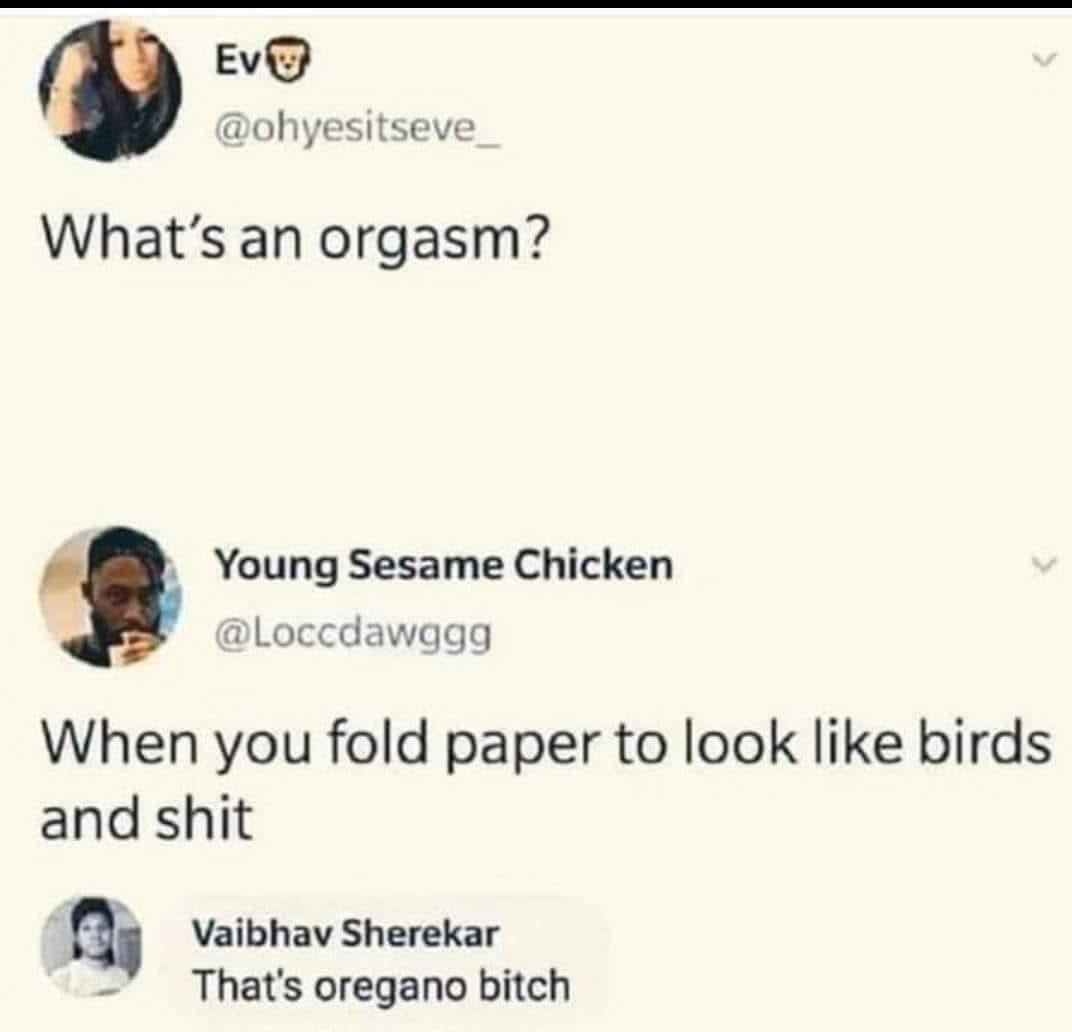 Ev🐵
@ohyesitseve_
What's an orgasm?
Young Sesame Chicken
@Loccdawggg
When you fold paper to look like birds
and shit
Vaibhav Sherekar
That's oregano bitch